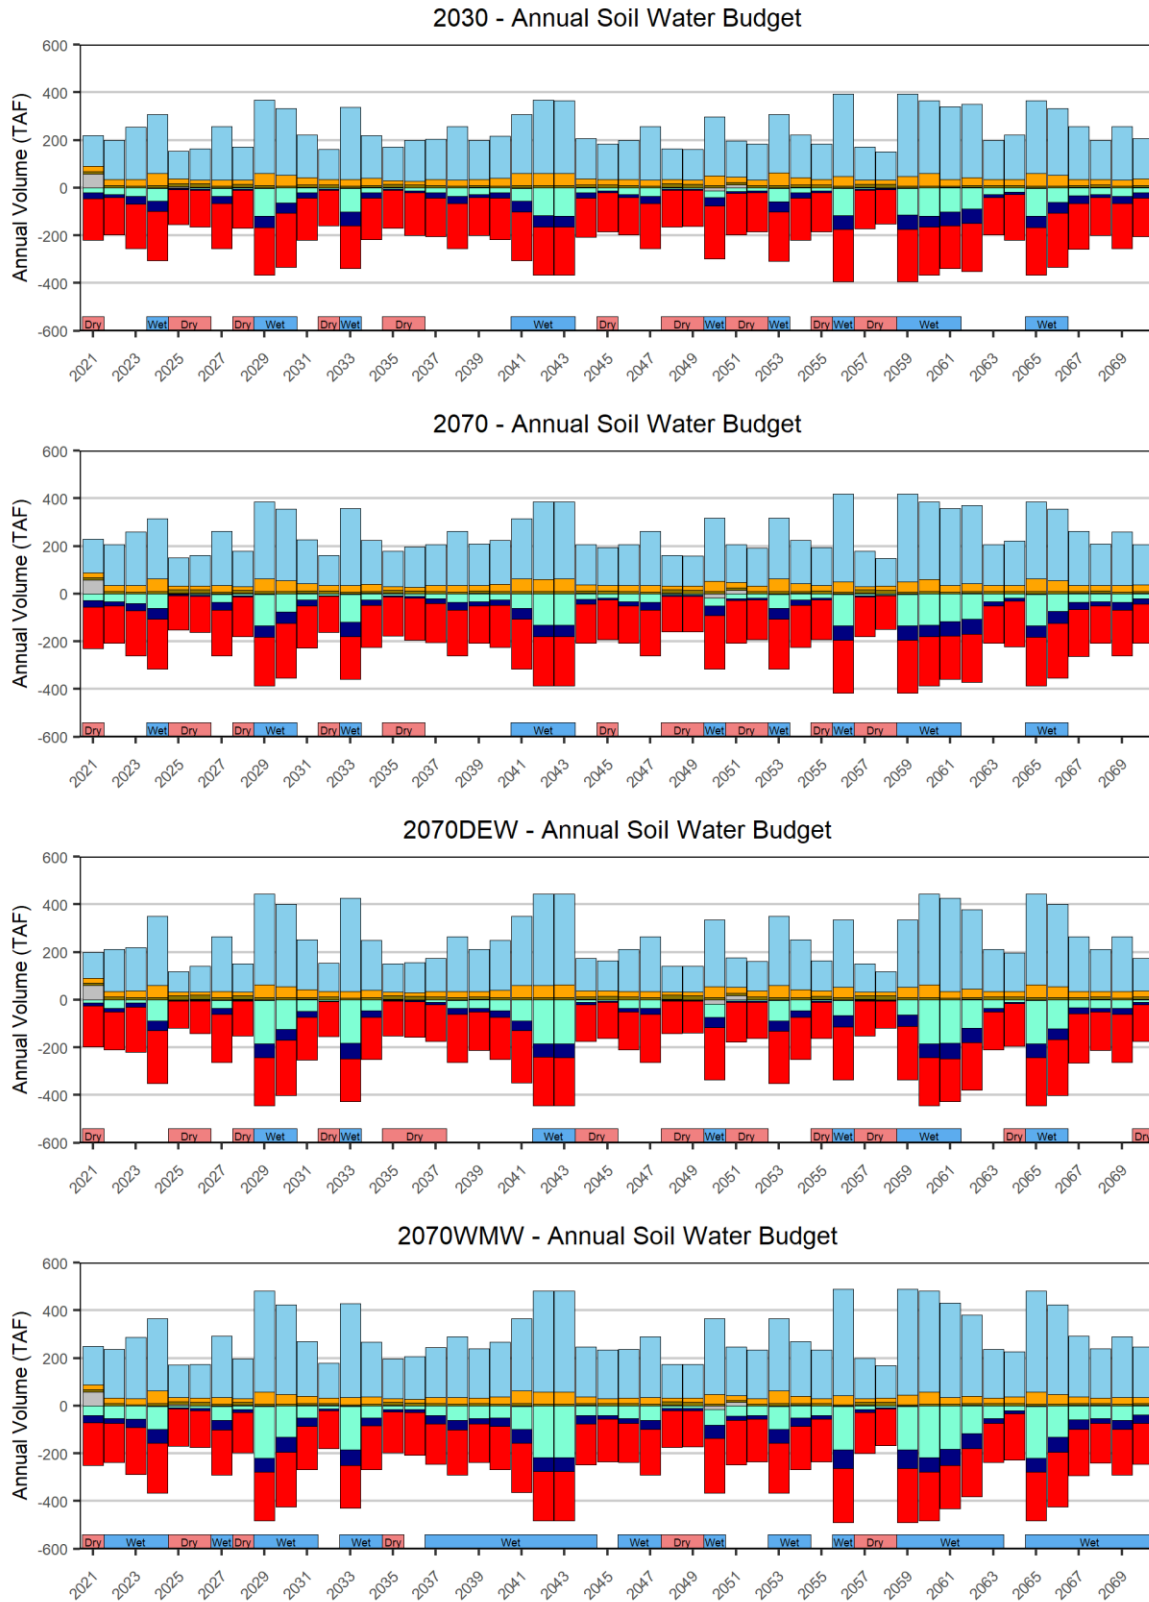 2030 - Annual Soil Water Budget
Annual Volume (TAF)
600
400
200
0
-200
-400
-600
Dry Wet Dry Dry Wet Dry Wet Dry Wet Dry Dry Wet Dry Wet Dry Wet Dry Wet Wet
2021 2023 2025 2027 2029 2031 2033 2035 2037 2039 2041 2043 2045 2047 2049 2051 2053 2055 2057 2059 2061 2063 2065 2067 2069
2070 - Annual Soil Water Budget
Annual Volume (TAF)
600
400
200
0
-200
-400
-600
Dry Wet Dry Dry Wet Dry Wet Dry Wet Dry Dry Wet Dry Wet Dry Wet Dry Wet Wet
2021 2023 2025 2027 2029 2031 2033 2035 2037 2039 2041 2043 2045 2047 2049 2051 2053 2055 2057 2059 2061 2063 2065 2067 2069
2070DEW - Annual Soil Water Budget
Annual Volume (TAF)
600
400
200
0
-200
-400
-600
Dry Dry Dry Wet Dry Wet Dry Wet Dry Dry Wet Dry Dry Wet Dry Wet Dry Wet
2021 2023 2025 2027 2029 2031 2033 2035 2037 2039 2041 2043 2045 2047 2049 2051 2053 2055 2057 2059 2061 2063 2065 2067 2069
2070WMW - Annual Soil Water Budget
Annual Volume (TAF)
600
400
200
0
-200
-400
-600
Dry Wet Dry Wet Dry Wet Wet Dry Wet Wet Dry Wet Wet Wet Dry Wet Wet
2021 2023 2025 2027 2029 2031 2033 2035 2037 2039 2041 2043 2045 2047 2049 2051 2053 2055 2057 2059 2061 2063 2065 2067 2069